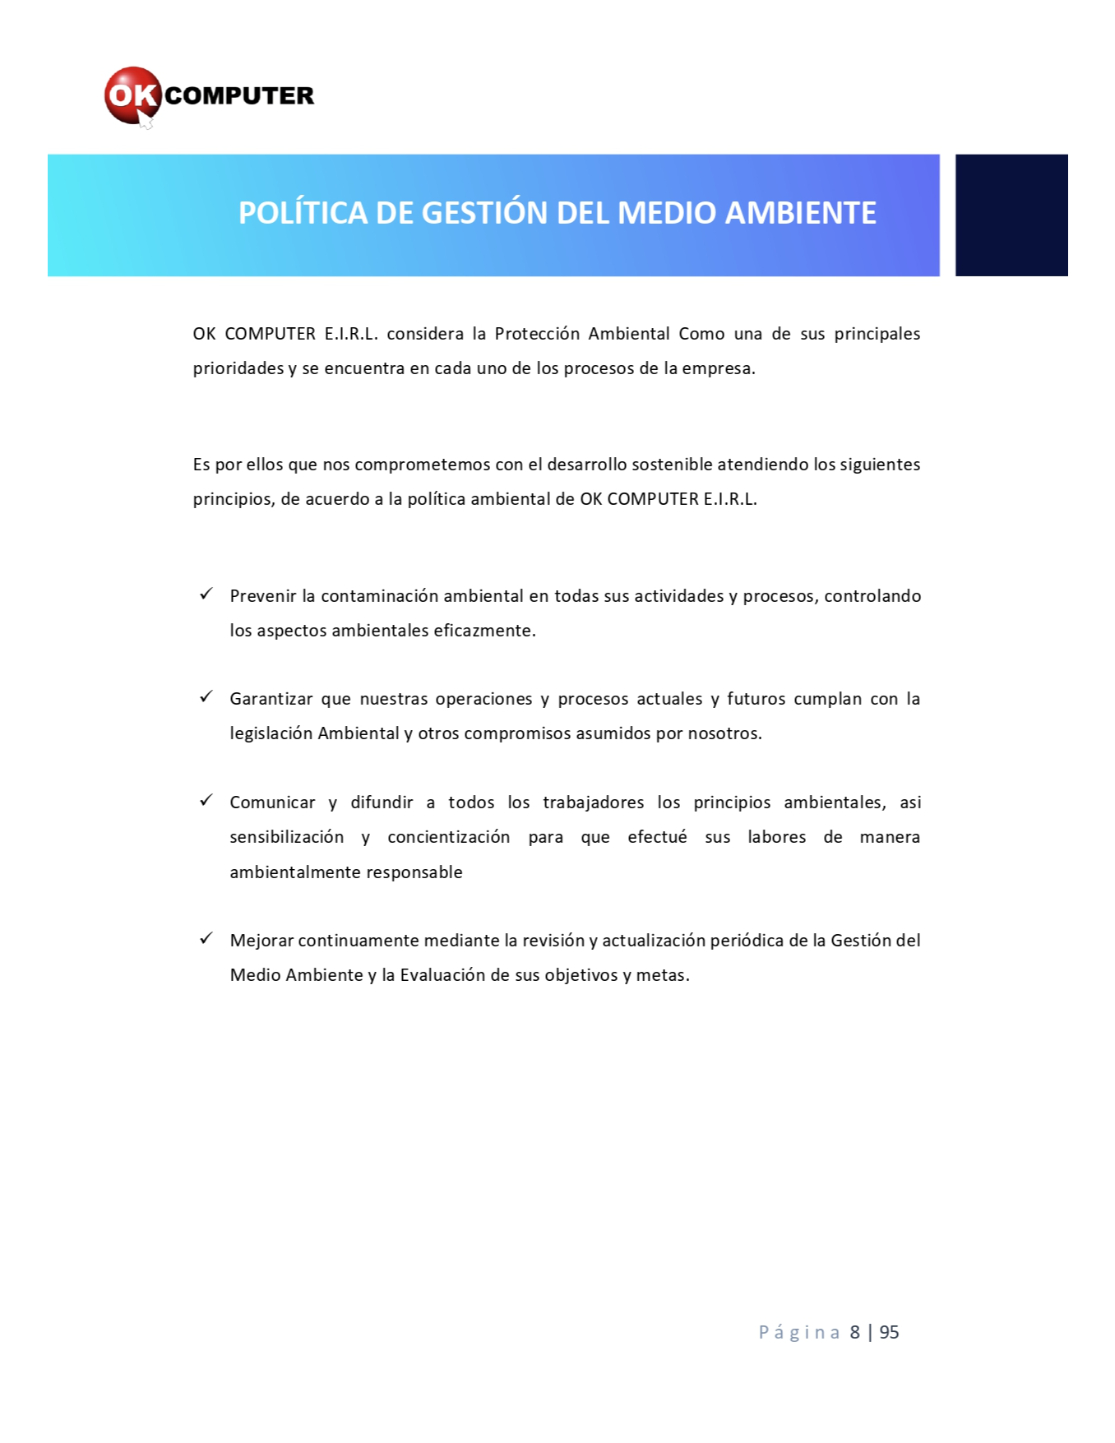 OK COMPUTER
POLÍTICA DE GESTIÓN DEL MEDIO AMBIENTE
OK COMPUTER E.I.R.L. considera la Protección Ambiental Como una de sus principales
prioridades y se encuentra en cada uno de los procesos de la empresa.
Es por ellos que nos comprometemos con el desarrollo sostenible atendiendo los siguientes
principios, de acuerdo a la política ambiental de OK COMPUTER E.I.R.L.
✓ Prevenir la contaminación ambiental en todas sus actividades y procesos, controlando
los aspectos ambientales eficazmente.
✓ Garantizar que nuestras operaciones y procesos actuales y futuros cumplan con la
legislación Ambiental y otros compromisos asumidos por nosotros.
✓ Comunicar y difundir a todos los trabajadores los principios ambientales, asi
sensibilización y concientización para que efectué sus labores de manera
ambientalmente responsable
✓ Mejorar continuamente mediante la revisión y actualización periódica de la Gestión del
Medio Ambiente y la Evaluación de sus objetivos y metas.
Página 8 | 95